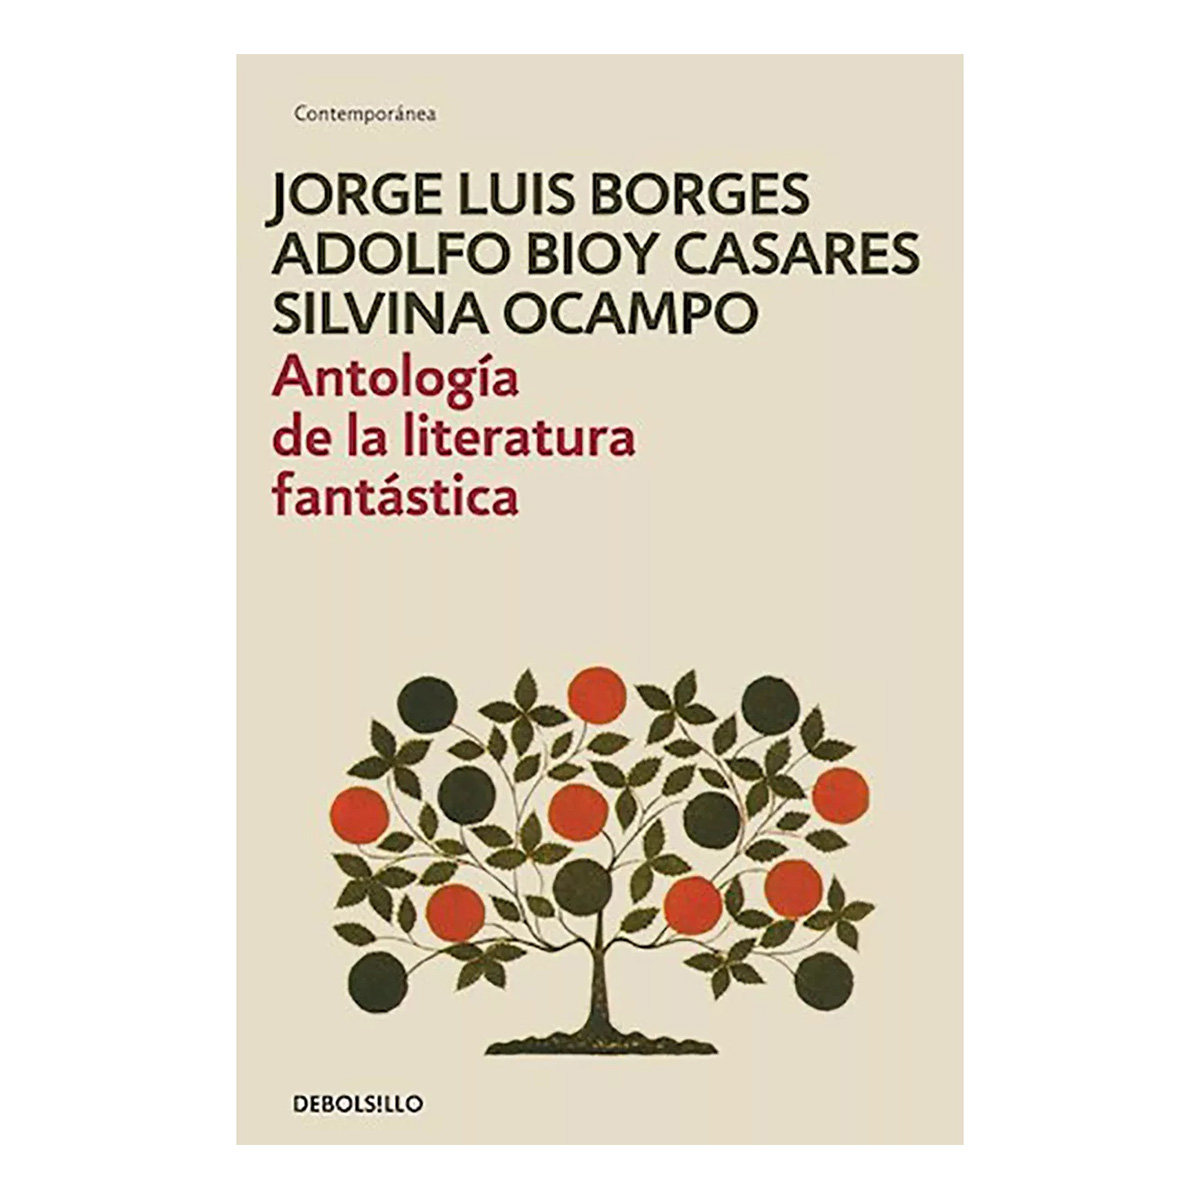 Contemporánea
JORGE LUIS BORGES
ADOLFO BIOY CASARES
SILVINA OCAMPO
Antología
de la literatura
fantástica
DEBOLS!LLO